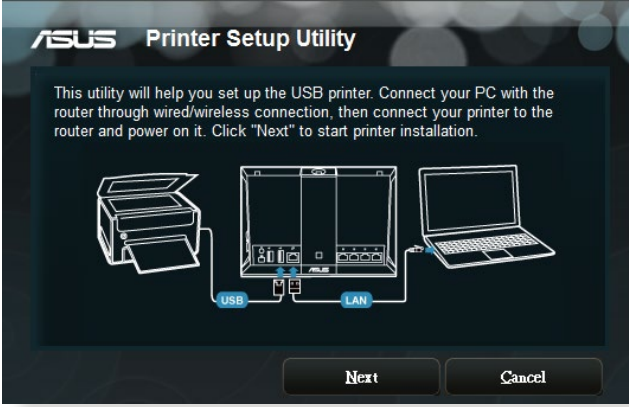 ASUS Printer Setup Utility
This utility will help you set up the USB printer. Connect your PC with the
router through wired/wireless connection, then connect your printer to the
router and power on it. Click "Next" to start printer installation.
ASUS
USB
LAN
Next
Cancel